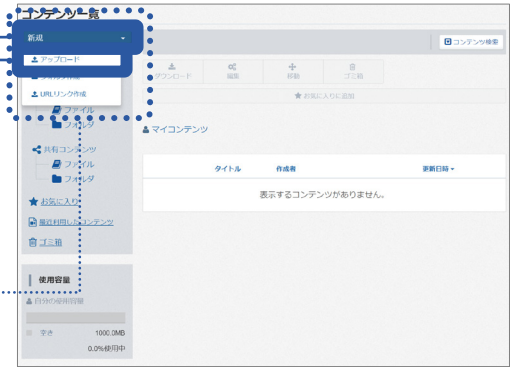 コンテンツ一覧
新規
コンテンツ検索
アップロード
URLリンク作成
ダウンロード
編集
移動
ゴミ箱
お気に入りに追加
ファイル
フォルダ
マイコンテンツ
共有コンテンツ
ファイル
フォルダ
タイトル
作成者
更新日時
表示するコンテンツがありません。
お気に入り
最近利用したコンテンツ
ゴミ箱
使用容量
自分の使用容量
空き
1000.0MB
0.0%使用中